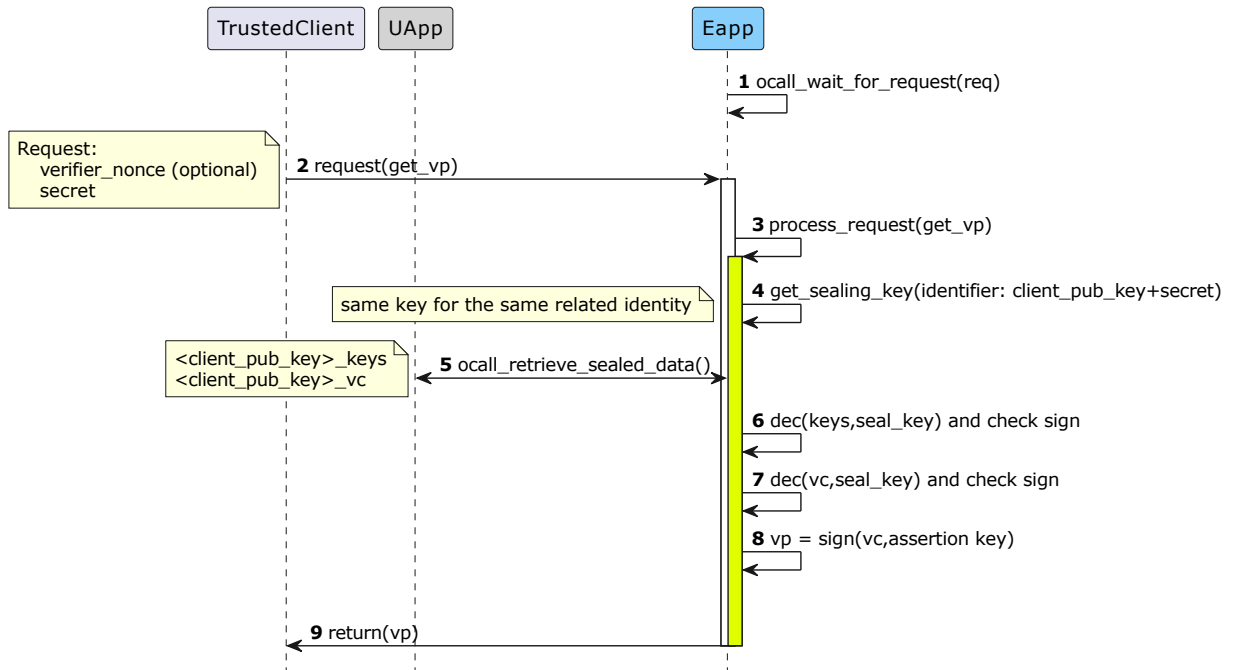 TrustedClient
UApp
Eapp
1 ocall_wait_for_request(req)
Request:
verifier_nonce (optional)
secret
2 request(get_vp)
3 process_request(get_vp)
same key for the same related identity
4 get_sealing_key(identifier: client_pub_key+secret)
<client_pub_key>_keys
<client_pub_key>_vc
5 ocall_retrieve_sealed_data()
6 dec(keys,seal_key) and check sign
7 dec(vc,seal_key) and check sign
8 vp = sign(vc,assertion key)
9 return(vp)